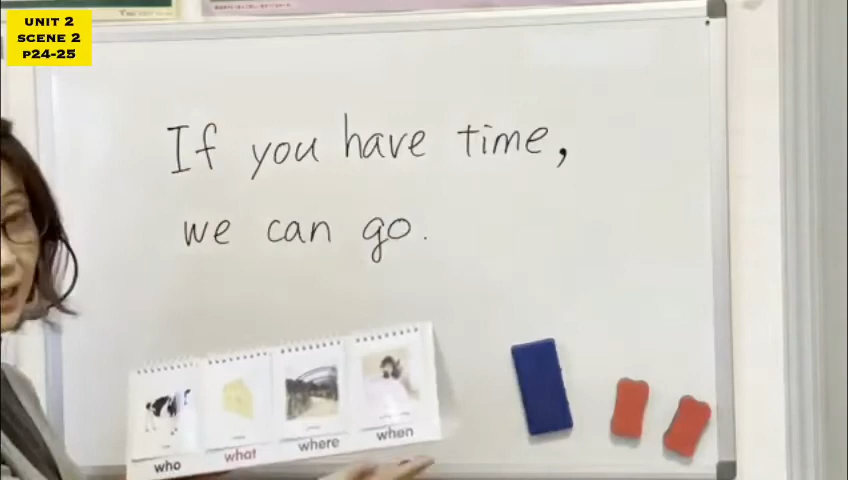 UNIT 2
SCENE 2
P24-25
If you have time,
we can go.
who what where when